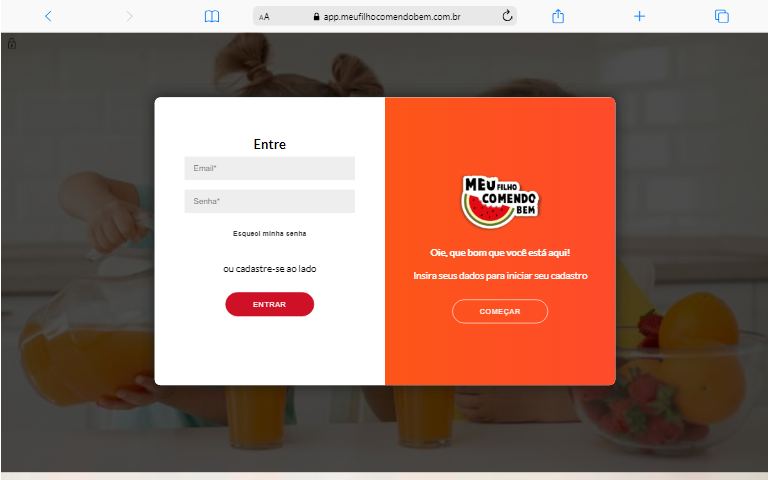 AA
app.meufilhocomendobem.com.br
Entre
Email*
Senha*
Esqueci minha senha
ou cadastre-se ao lado
ENTRAR
MEU FILHO
COMENDO
BEM
Oie, que bom que você está aqui!
Insira seus dados para iniciar seu cadastro
COMEÇAR